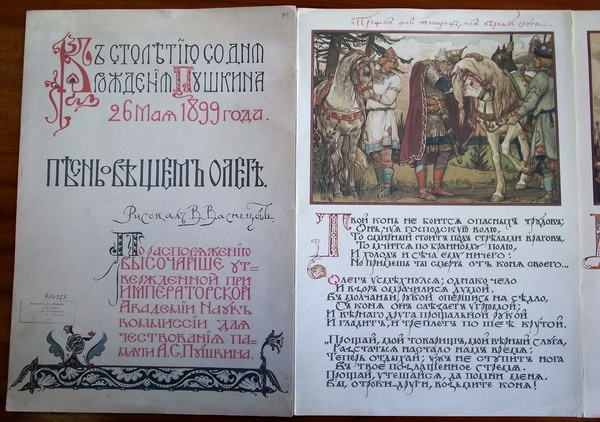 Въ столѣтію со дня
рожденія Пушкина
26 мая 1899 года.
Пѣснь о вѣщемъ Олегѣ.
Рисовалъ В. Васнецовъ.
По распоряженію
высочайше ут-
вержденной при
Императорской
Академіи Наукъ
коммиссіи для
чествованія па-
мяти А.С. Пушкина.
„Прощай мой товарищъ, мой вѣрный слуга...
Твой конь не боится опасныхъ трудовъ;
Онъ, чуя господскую волю,
То смирный стоитъ подъ стрѣлами враговъ,
То мчится по бранному полю,
И холодъ и сѣча ему ничего:
Но примешь ты смерть отъ коня своего...
Олегъ усмѣхнулся; однако чело
И взоръ омрачилися думой.
Въ молчаньи, рукой опершись на сѣдло,
Съ коня онъ слѣзаетъ угрюмой;
И вѣрнаго друга прощальной рукой
И гладитъ, и треплетъ по шеѣ крутой.
„Прощай, мой товарищъ, мой вѣрный слуга,
Разстаться настало намъ время:
Теперь отдыхай; ужъ не ступитъ нога
Въ твое позлащенное стремя.
Прощай, утешайся, да помни меня.
Вы, отроки-други, возьмите коня!